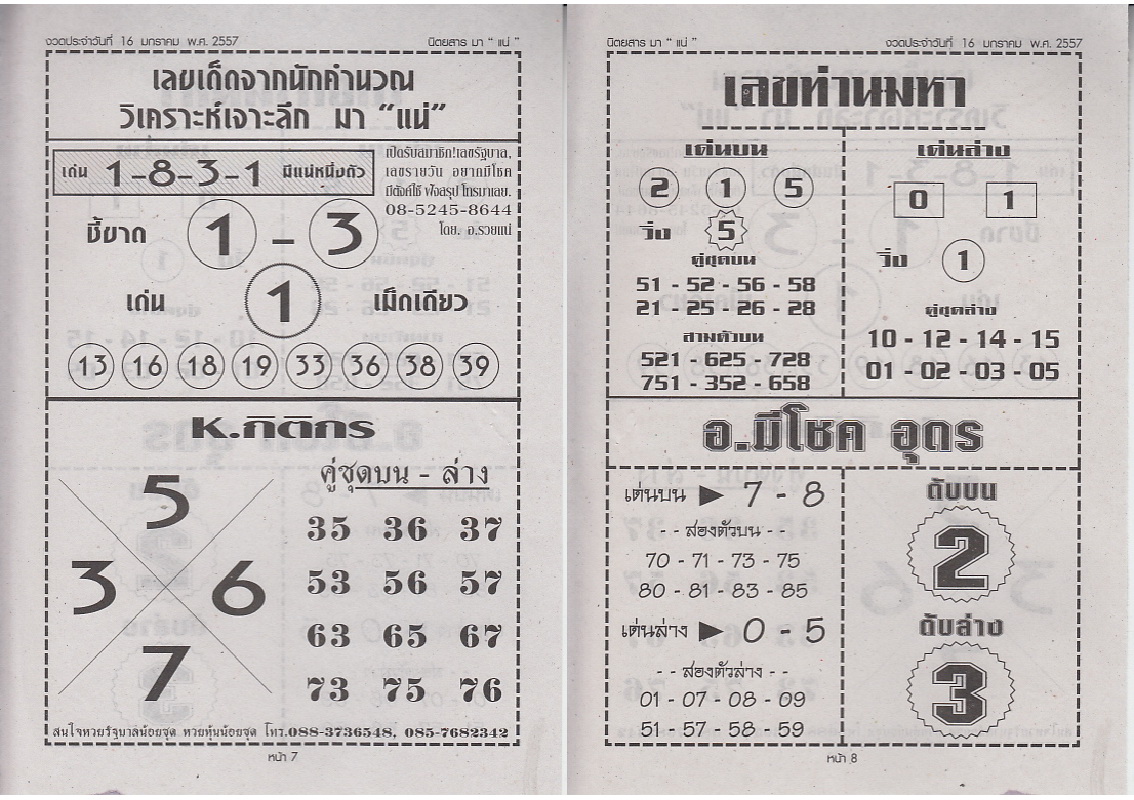 งวดประจำวันที่ 16 มกราคม พ.ศ. 2557
นิตยสาร มา “ แน่ ”
เลขเด็ดจากนักคำนวณ
วิเคราะห์เจาะลึก มา “แน่”
เด่น 1-8-3-1 มีแน่หนึ่งตัว
เปิดรับสมาชิก!เลขรัฐบาล,
เลขรายวัน อยากมีโชค
มีตังค์ใช้ ฟังสรุป โทรมาเลย.
08-5245-8644
โดย. อ.รวยแน่
ชี้ขาด 1 - 3
เด่น 1 เม็ดเดียว
13 16 18 19 33 36 38 39
K.กิติกร
5
3 6
7
คู่ชุดบน - ล่าง
35 36 37
53 56 57
63 65 67
73 75 76
สนใจหวยรัฐบาลน้อยชุด หวยหุ้นน้อยชุด โทร.088-3736548, 085-7682342
หน้า 7
นิตยสาร มา “ แน่ ”
งวดประจำวันที่ 16 มกราคม พ.ศ. 2557
เลขท่านมหา
เด่นบน
2 1 5
วิ่ง 5
คู่ชุดบน
51 - 52 - 56 - 58
21 - 25 - 26 - 28
สามตัวบน
521 - 625 - 728
751 - 352 - 658
เด่นล่าง
0 1
วิ่ง 1
คู่ชุดล่าง
10 - 12 - 14 - 15
01 - 02 - 03 - 05
อ.มีโชค อุดร
เด่นบน ▶ 7 - 8
- - สองตัวบน - -
70 - 71 - 73 - 75
80 - 81 - 83 - 85
เด่นล่าง ▶ 0 - 5
- - สองตัวล่าง - -
01 - 07 - 08 - 09
51 - 57 - 58 - 59
ดับบน
2
ดับล่าง
3
หน้า 8